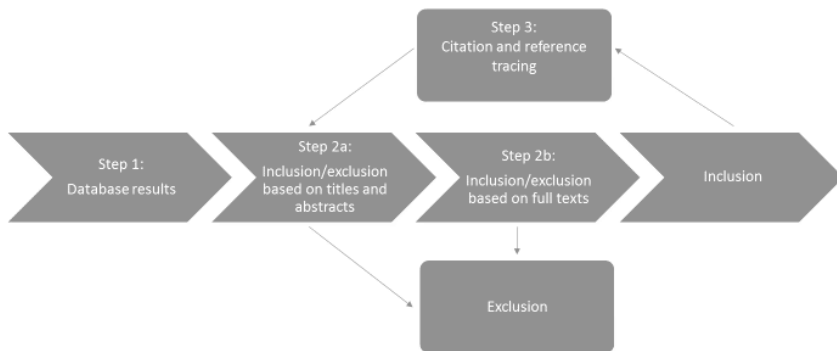 Step 3:
Citation and reference
tracing
Step 1:
Database results
Step 2a:
Inclusion/exclusion
based on titles and
abstracts
Step 2b:
Inclusion/exclusion
based on full texts
Inclusion
Exclusion